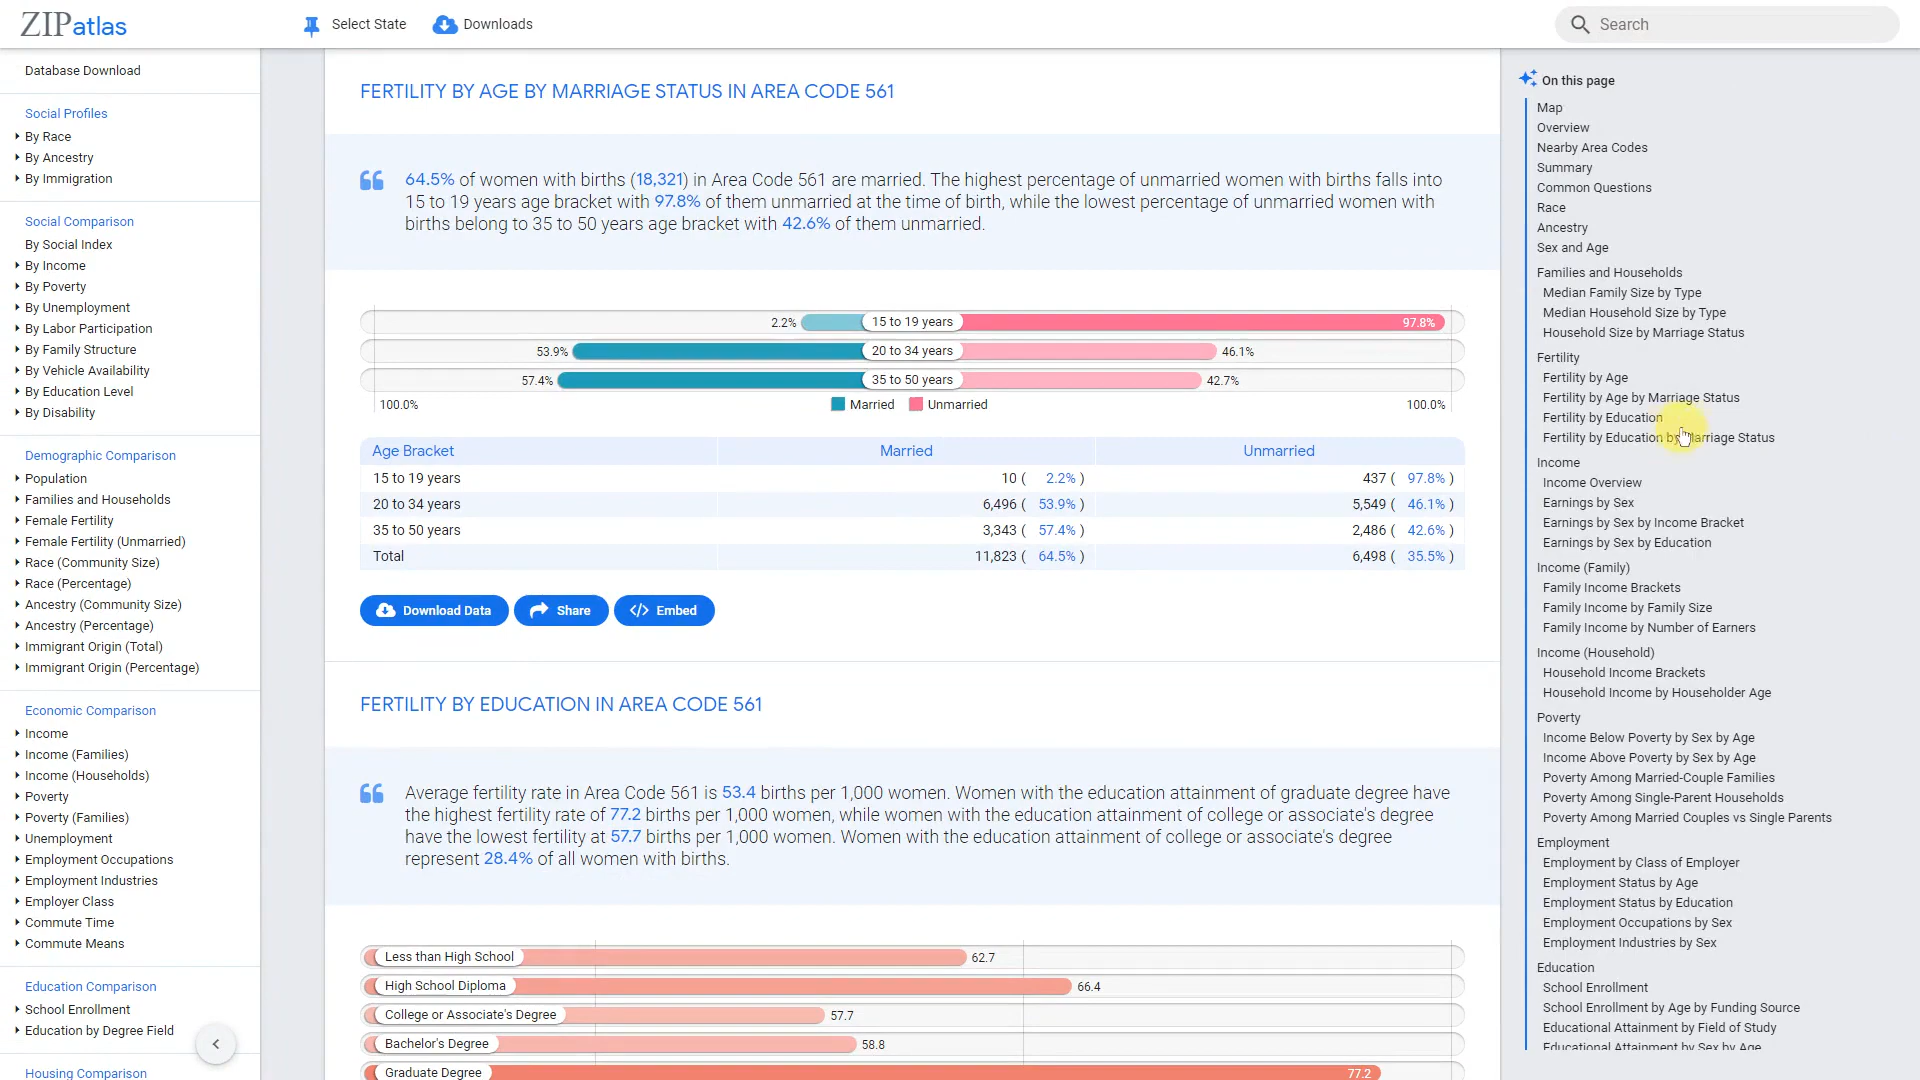 ZIPatlas
Select State
Downloads
Search
Database Download
Social Profiles
By Race
By Ancestry
By Immigration
Social Comparison
By Social Index
By Income
By Poverty
By Unemployment
By Labor Participation
By Family Structure
By Vehicle Availability
By Education Level
By Disability
Demographic Comparison
Population
Families and Households
Female Fertility
Female Fertility (Unmarried)
Race (Community Size)
Race (Percentage)
Ancestry (Community Size)
Ancestry (Percentage)
Immigrant Origin (Total)
Immigrant Origin (Percentage)
Economic Comparison
Income
Income (Families)
Income (Households)
Poverty
Poverty (Families)
Unemployment
Employment Occupations
Employment Industries
Employer Class
Commute Time
Commute Means
Education Comparison
School Enrollment
Education by Degree Field
Housing Comparison
FERTILITY BY AGE BY MARRIAGE STATUS IN AREA CODE 561
64.5% of women with births (18,321) in Area Code 561 are married. The highest percentage of unmarried women with births falls into
15 to 19 years age bracket with 97.8% of them unmarried at the time of birth, while the lowest percentage of unmarried women with
births belong to 35 to 50 years age bracket with 42.6% of them unmarried.
2.2% 15 to 19 years 97.8%
53.9% 20 to 34 years 46.1%
57.4% 35 to 50 years 42.7%
100.0% Married Unmarried 100.0%
Age Bracket Married Unmarried
15 to 19 years 10 ( 2.2% ) 437 ( 97.8% )
20 to 34 years 6,496 ( 53.9% ) 5,549 ( 46.1% )
35 to 50 years 3,343 ( 57.4% ) 2,486 ( 42.6% )
Total 11,823 ( 64.5% ) 6,498 ( 35.5% )
Download Data Share Embed
FERTILITY BY EDUCATION IN AREA CODE 561
Average fertility rate in Area Code 561 is 53.4 births per 1,000 women. Women with the education attainment of graduate degree have
the highest fertility rate of 77.2 births per 1,000 women, while women with the education attainment of college or associate's degree
have the lowest fertility at 57.7 births per 1,000 women. Women with the education attainment of college or associate's degree
represent 28.4% of all women with births.
Less than High School 62.7
High School Diploma 66.4
College or Associate's Degree 57.7
Bachelor's Degree 58.8
Graduate Degree 77.2
On this page
Map
Overview
Nearby Area Codes
Summary
Common Questions
Race
Ancestry
Sex and Age
Families and Households
Median Family Size by Type
Median Household Size by Type
Household Size by Marriage Status
Fertility
Fertility by Age
Fertility by Age by Marriage Status
Fertility by Education
Fertility by Education by Marriage Status
Income
Income Overview
Earnings by Sex
Earnings by Sex by Income Bracket
Earnings by Sex by Education
Income (Family)
Family Income Brackets
Family Income by Family Size
Family Income by Number of Earners
Income (Household)
Household Income Brackets
Household Income by Householder Age
Poverty
Income Below Poverty by Sex by Age
Income Above Poverty by Sex by Age
Poverty Among Married-Couple Families
Poverty Among Single-Parent Households
Poverty Among Married Couples vs Single Parents
Employment
Employment by Class of Employer
Employment Status by Age
Employment Status by Education
Employment Occupations by Sex
Employment Industries by Sex
Education
School Enrollment
School Enrollment by Age by Funding Source
Educational Attainment by Field of Study
Educational Attainment by Sex by Age